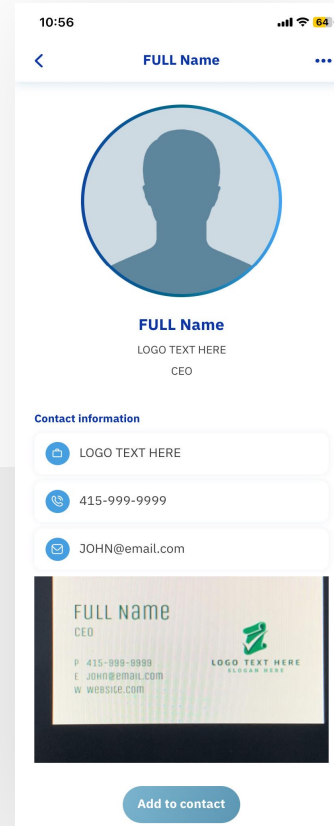 10:56
64
FULL Name
FULL Name
LOGO TEXT HERE
CEO
Contact information
LOGO TEXT HERE
415-999-9999
JOHN@email.com
FULL Name
CEO
P 415-999-9999
E JOHN@EMAIL.COM
W WEBSITE.COM
LOGO TEXT HERE
SLOGAN HERE
Add to contact